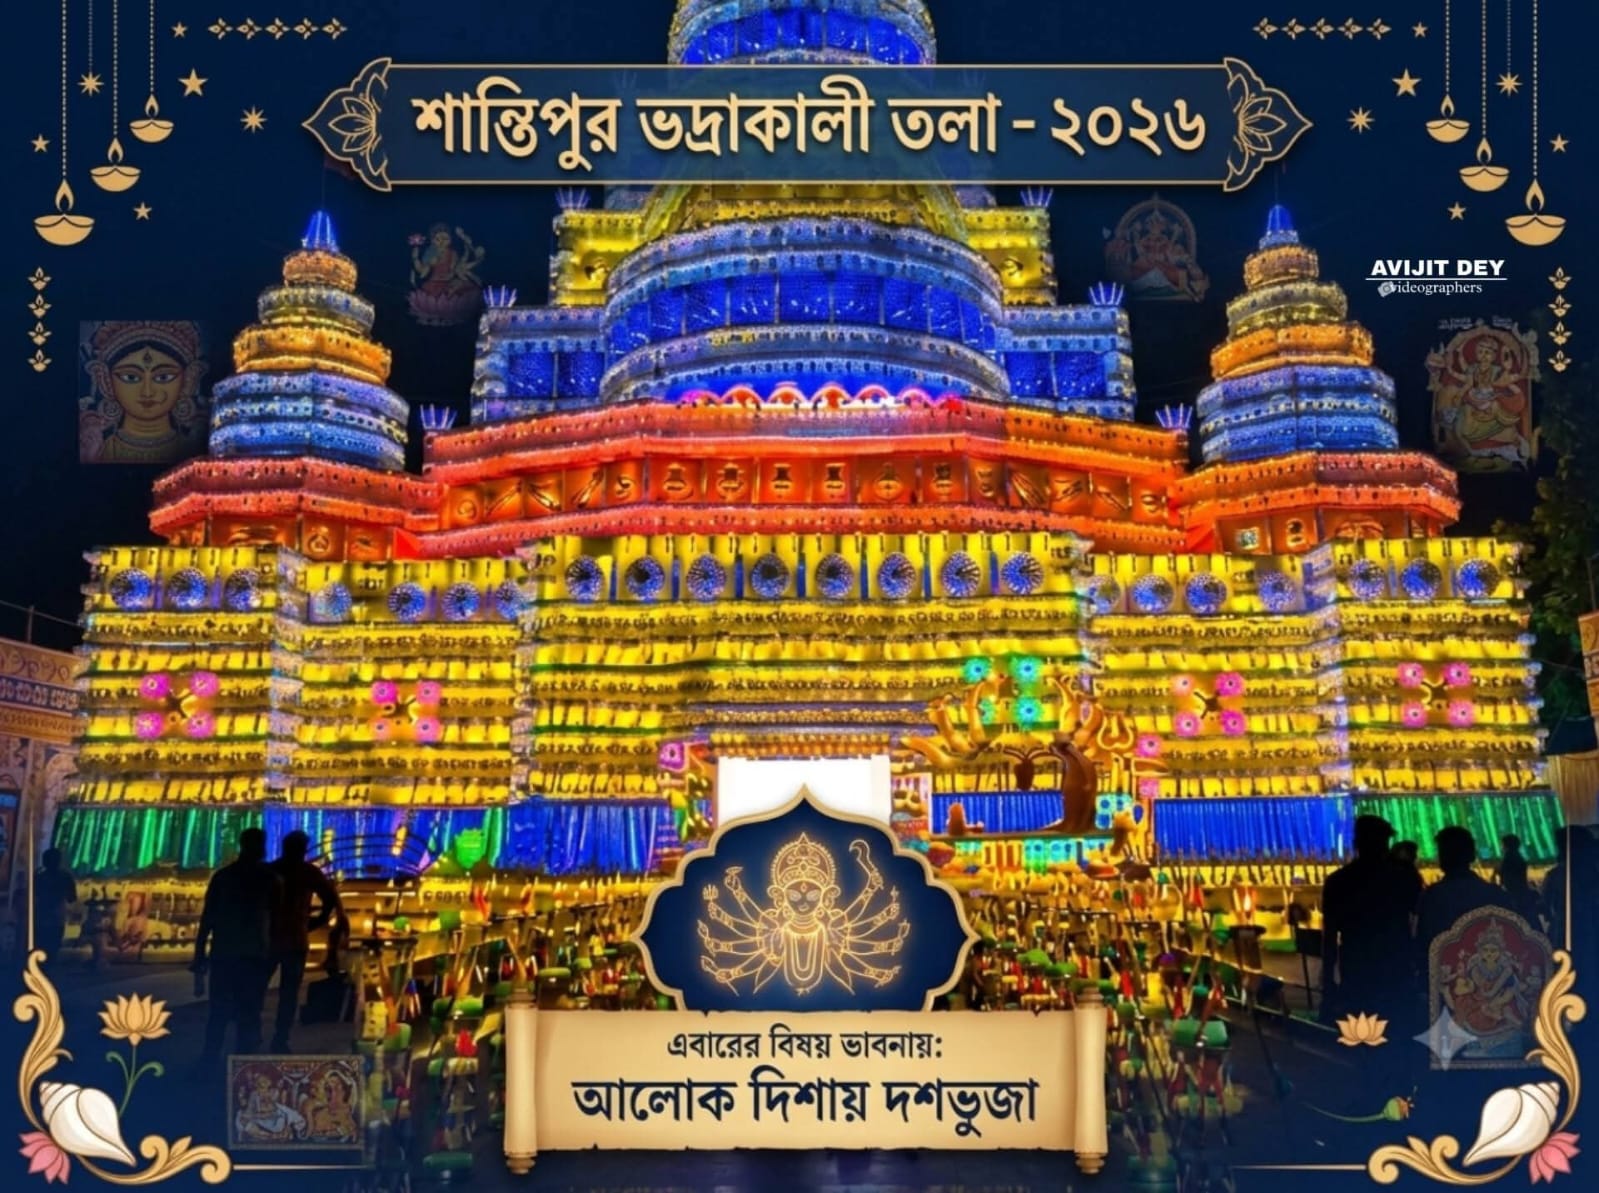 শান্তিপুর ভদ্রাকালী তলা - ২০২৬
AVIJIT DEY
videographers
এবারের বিষয় ভাবনায়:
আলোক দিশায় দশভুজা